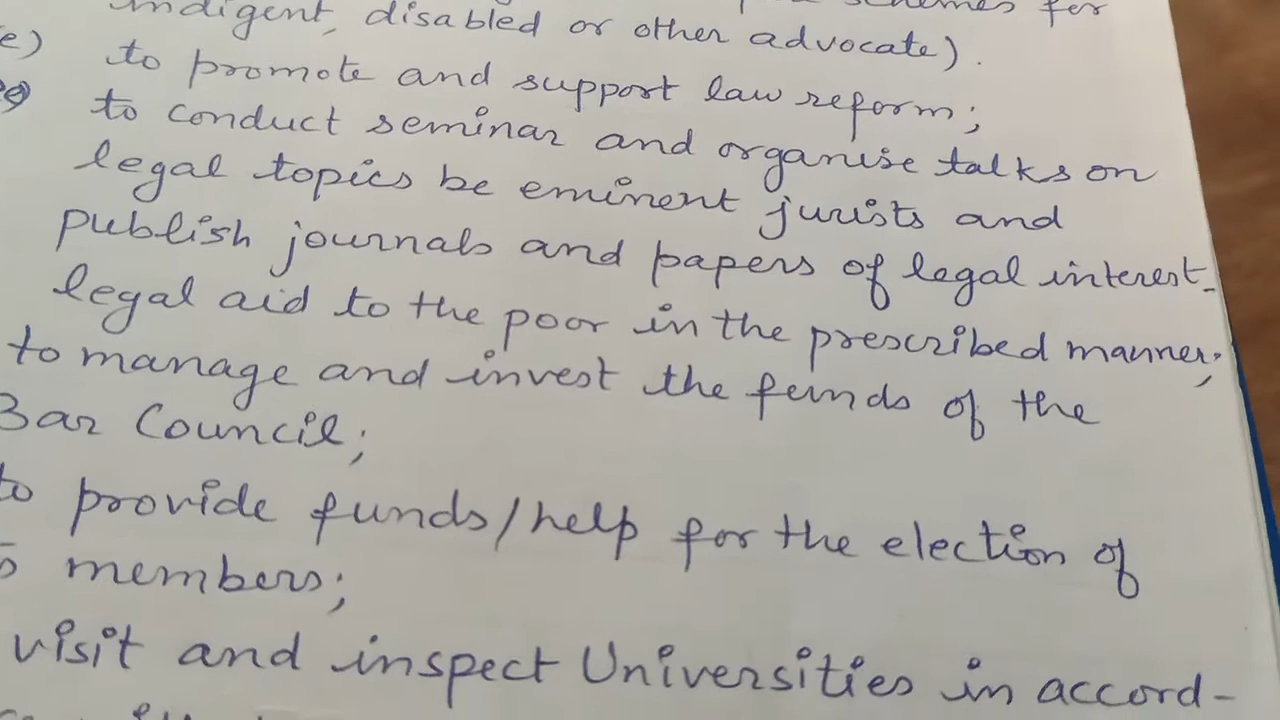 indigent, disabled or other advocate).
e) to promote and support law reform;
to conduct seminar and organise talks on
legal topics be eminent jurists and
publish journals and papers of legal interest.
legal aid to the poor in the prescribed manner;
to manage and invest the funds of the
Bar Council;
to provide funds/help for the election of
members;
visit and inspect Universities in accord-